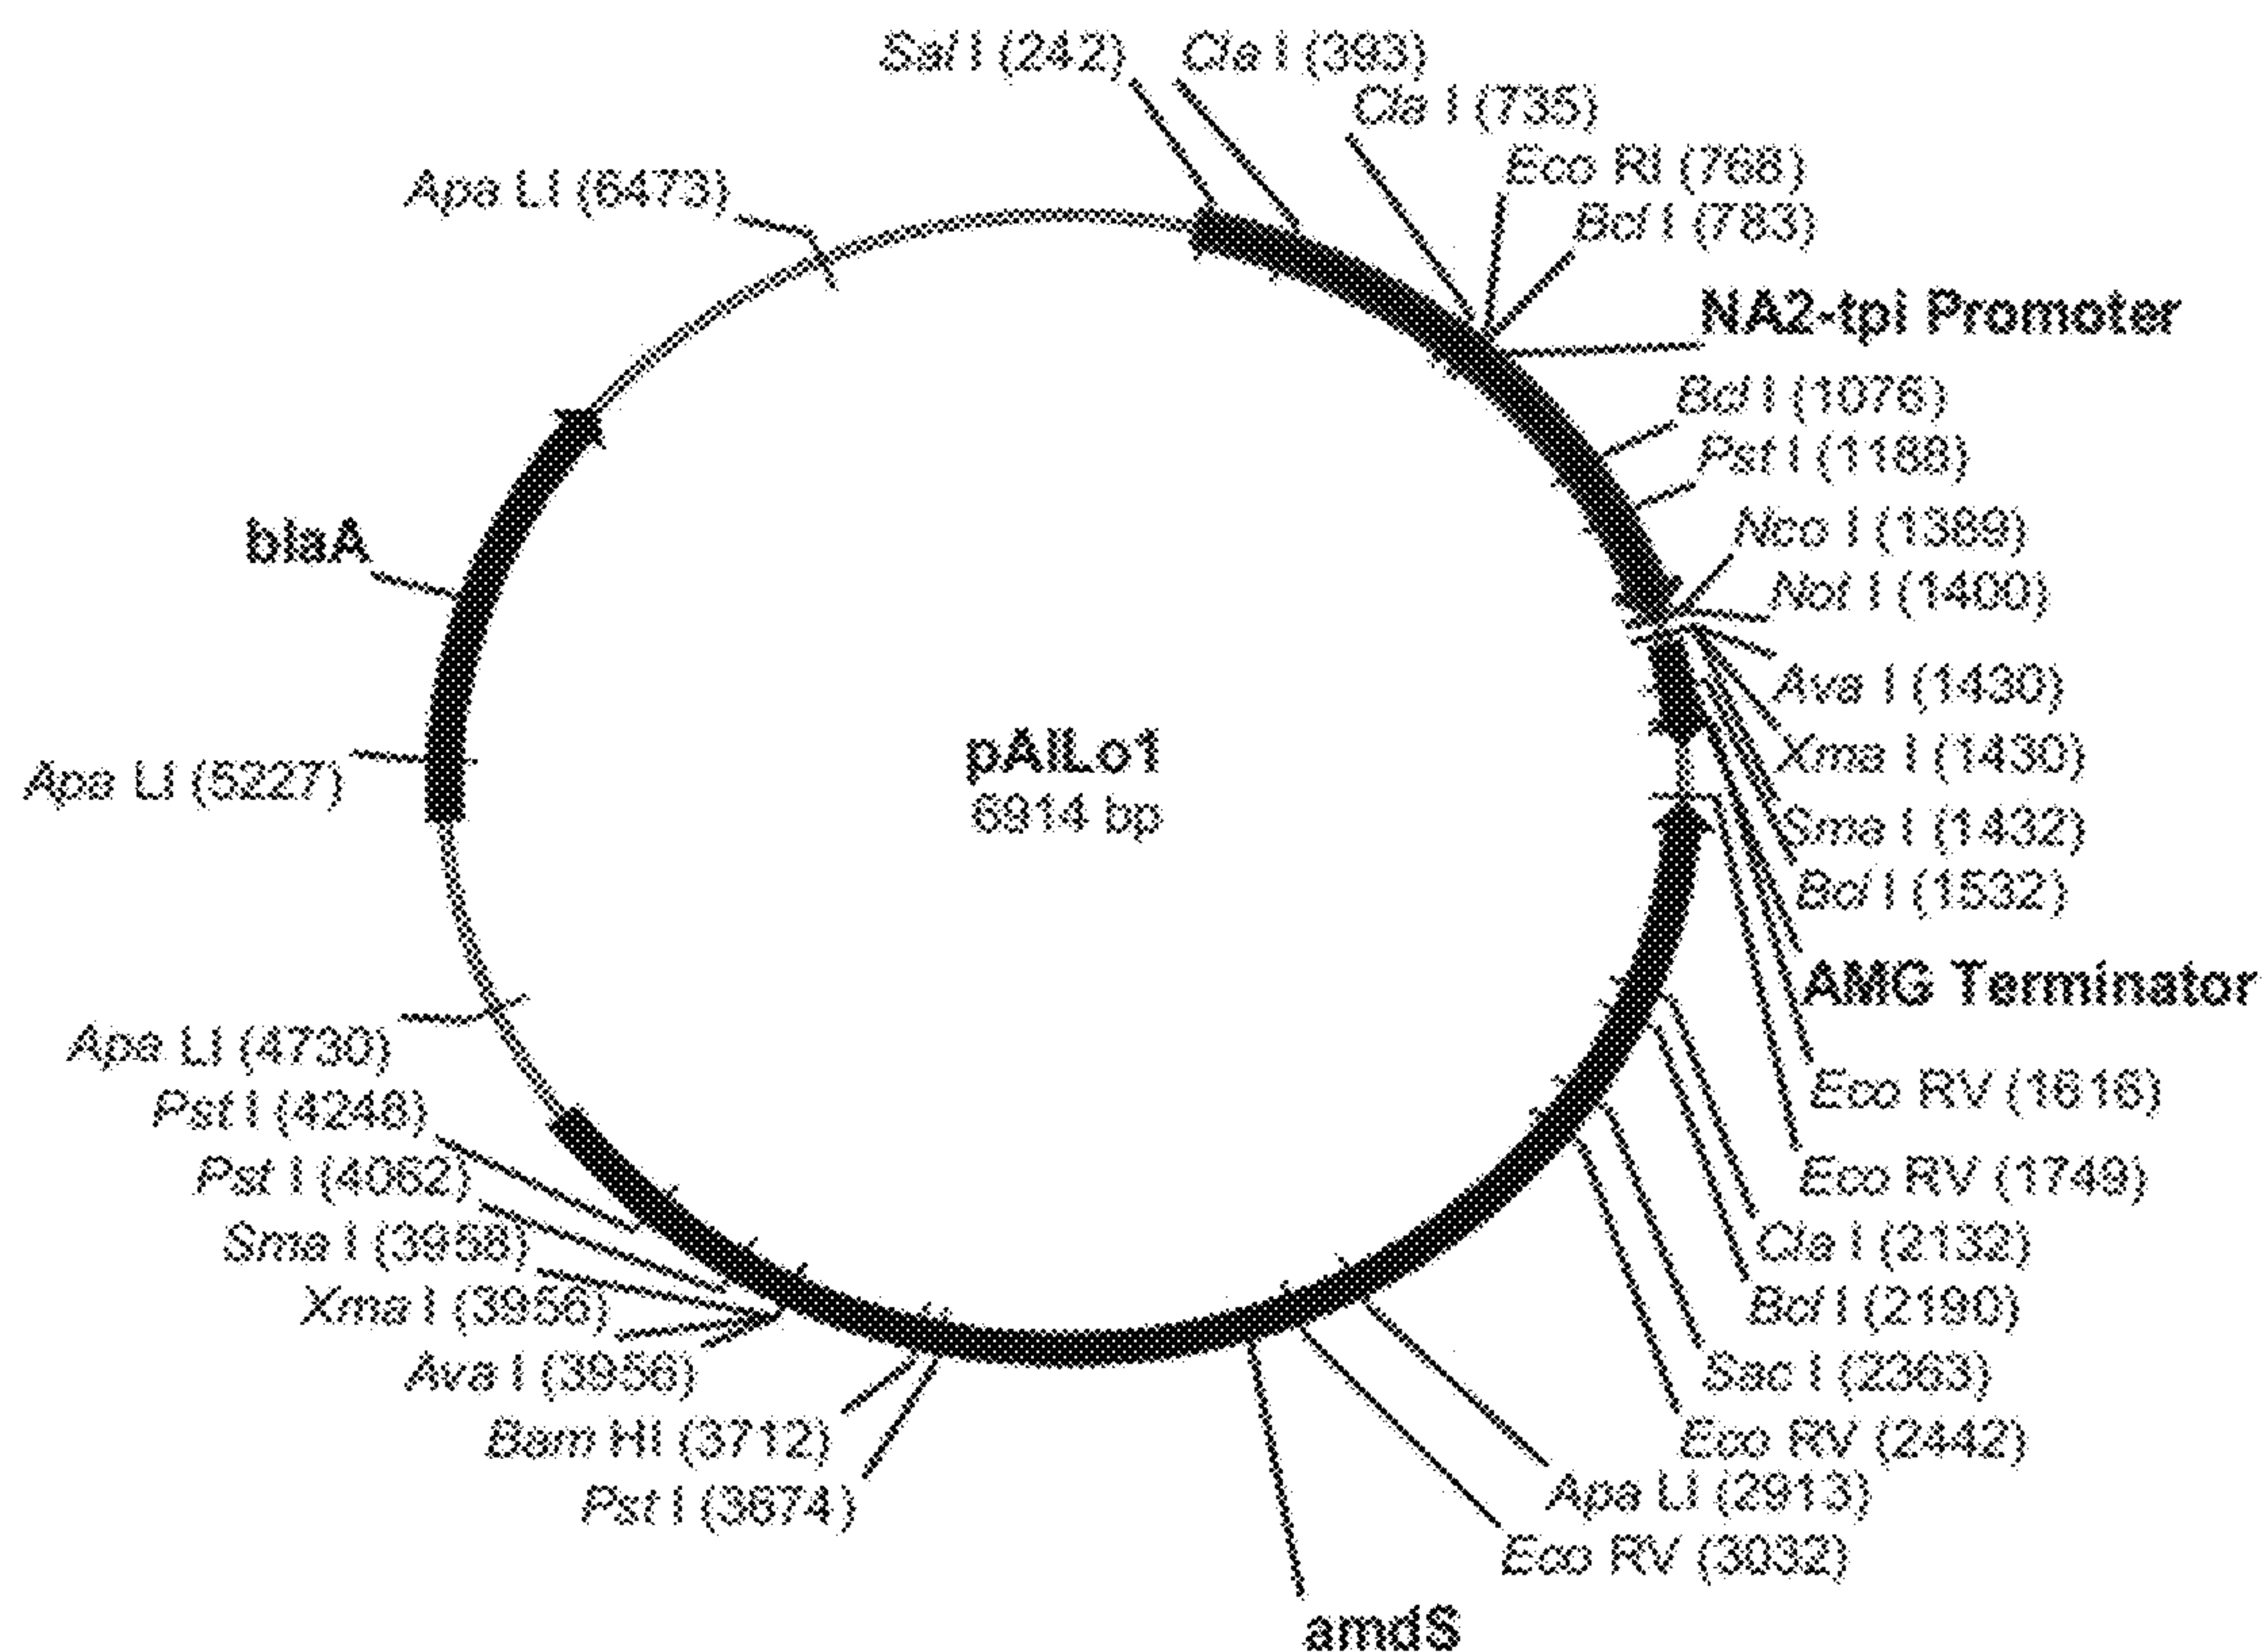 Sal I (242)
Cla I (393)
Cla I (735)
Eco RI (768)
Bcl I (783)
NA2-tpi Promoter
Bcl I (1076)
Pst I (1188)
Nco I (1389)
Not I (1400)
Ava I (1430)
Xma I (1430)
Sma I (1432)
Bcl I (1532)
AMG Terminator
Eco RV (1616)
Eco RV (1749)
Cla I (2132)
Bcl I (2190)
Sac I (2363)
Eco RV (2442)
Apa LI (2913)
Eco RV (3032)
amdS
Pst I (3674)
Bam HI (3712)
Ava I (3956)
Xma I (3956)
Sma I (3958)
Pst I (4062)
Pst I (4246)
Apa LI (4730)
Apa LI (5227)
blaA
Apa LI (6473)
pAlLo1
6914 bp